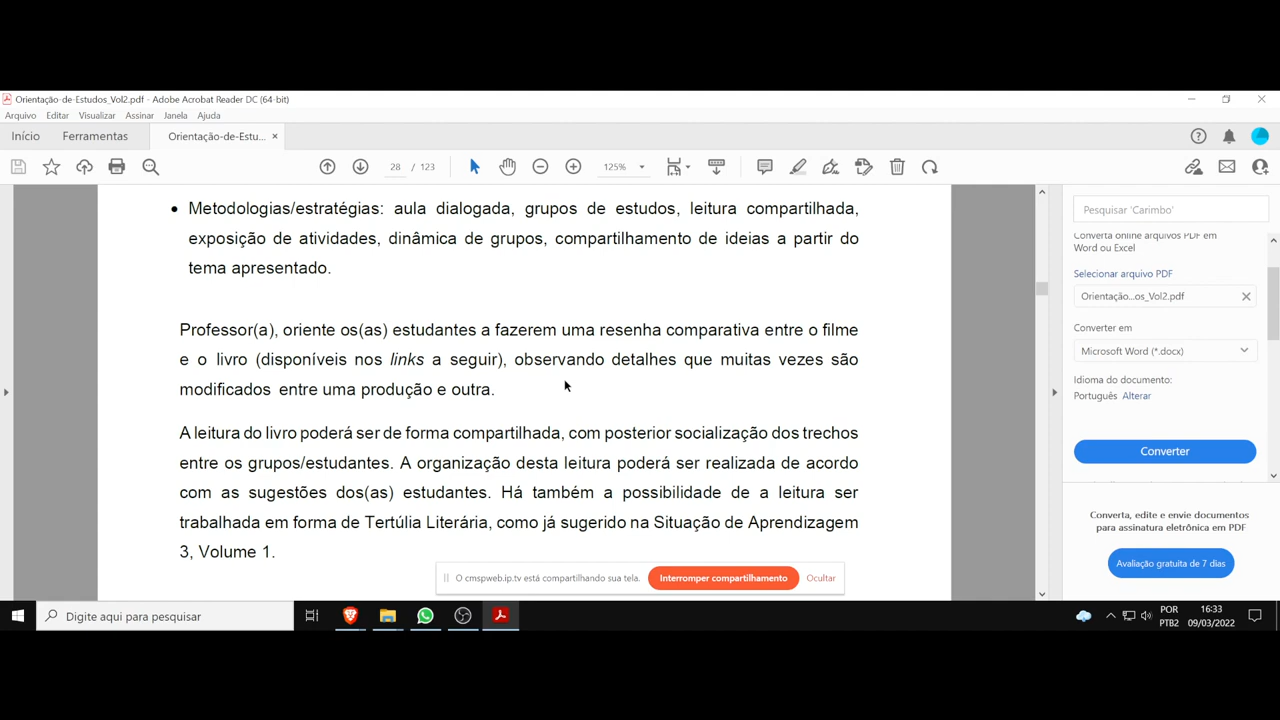 Orientação-de-Estudos_Vol2.pdf - Adobe Acrobat Reader DC (64-bit)
Arquivo Editar Visualizar Assinar Janela Ajuda
Início Ferramentas Orientação-de-Estu... ×
28 / 123 125%
• Metodologias/estratégias: aula dialogada, grupos de estudos, leitura compartilhada,
exposição de atividades, dinâmica de grupos, compartilhamento de ideias a partir do
tema apresentado.
Professor(a), oriente os(as) estudantes a fazerem uma resenha comparativa entre o filme
e o livro (disponíveis nos links a seguir), observando detalhes que muitas vezes são
modificados entre uma produção e outra.
A leitura do livro poderá ser de forma compartilhada, com posterior socialização dos trechos
entre os grupos/estudantes. A organização desta leitura poderá ser realizada de acordo
com as sugestões dos(as) estudantes. Há também a possibilidade de a leitura ser
trabalhada em forma de Tertúlia Literária, como já sugerido na Situação de Aprendizagem
3, Volume 1.
Pesquisar 'Carimbo'
Converta online arquivos PDF em
Word ou Excel
Selecionar arquivo PDF
Orientação...os_Vol2.pdf
Converter em
Microsoft Word (*.docx)
Idioma do documento:
Português Alterar
Converter
Converta, edite e envie documentos
para assinatura eletrônica em PDF
Avaliação gratuita de 7 dias
O cmspweb.ip.tv está compartilhando sua tela. Interromper compartilhamento Ocultar
Digite aqui para pesquisar
POR
PTB2
16:33
09/03/2022